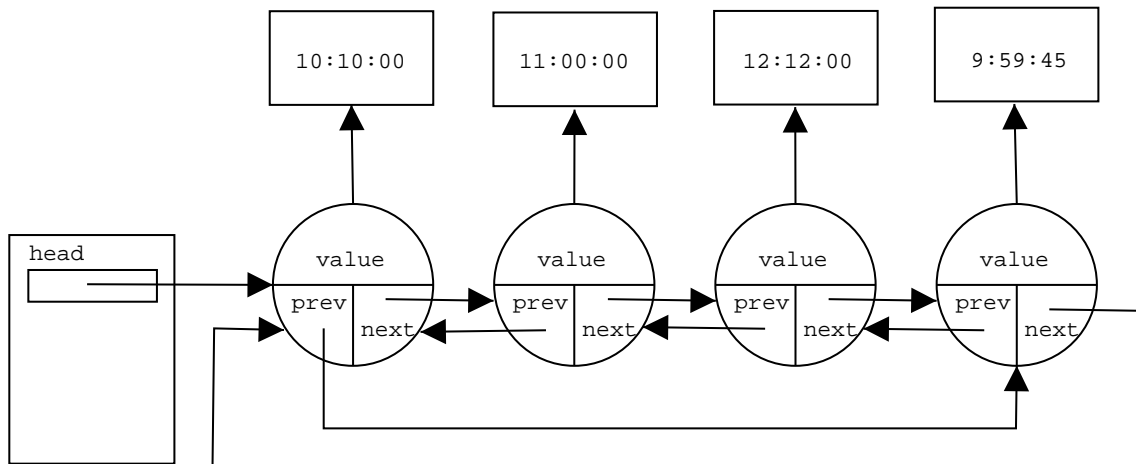 10:10:00
11:00:00
12:12:00
9:59:45
head
value
value
value
value
prev
prev
prev
prev
next
next
next
next